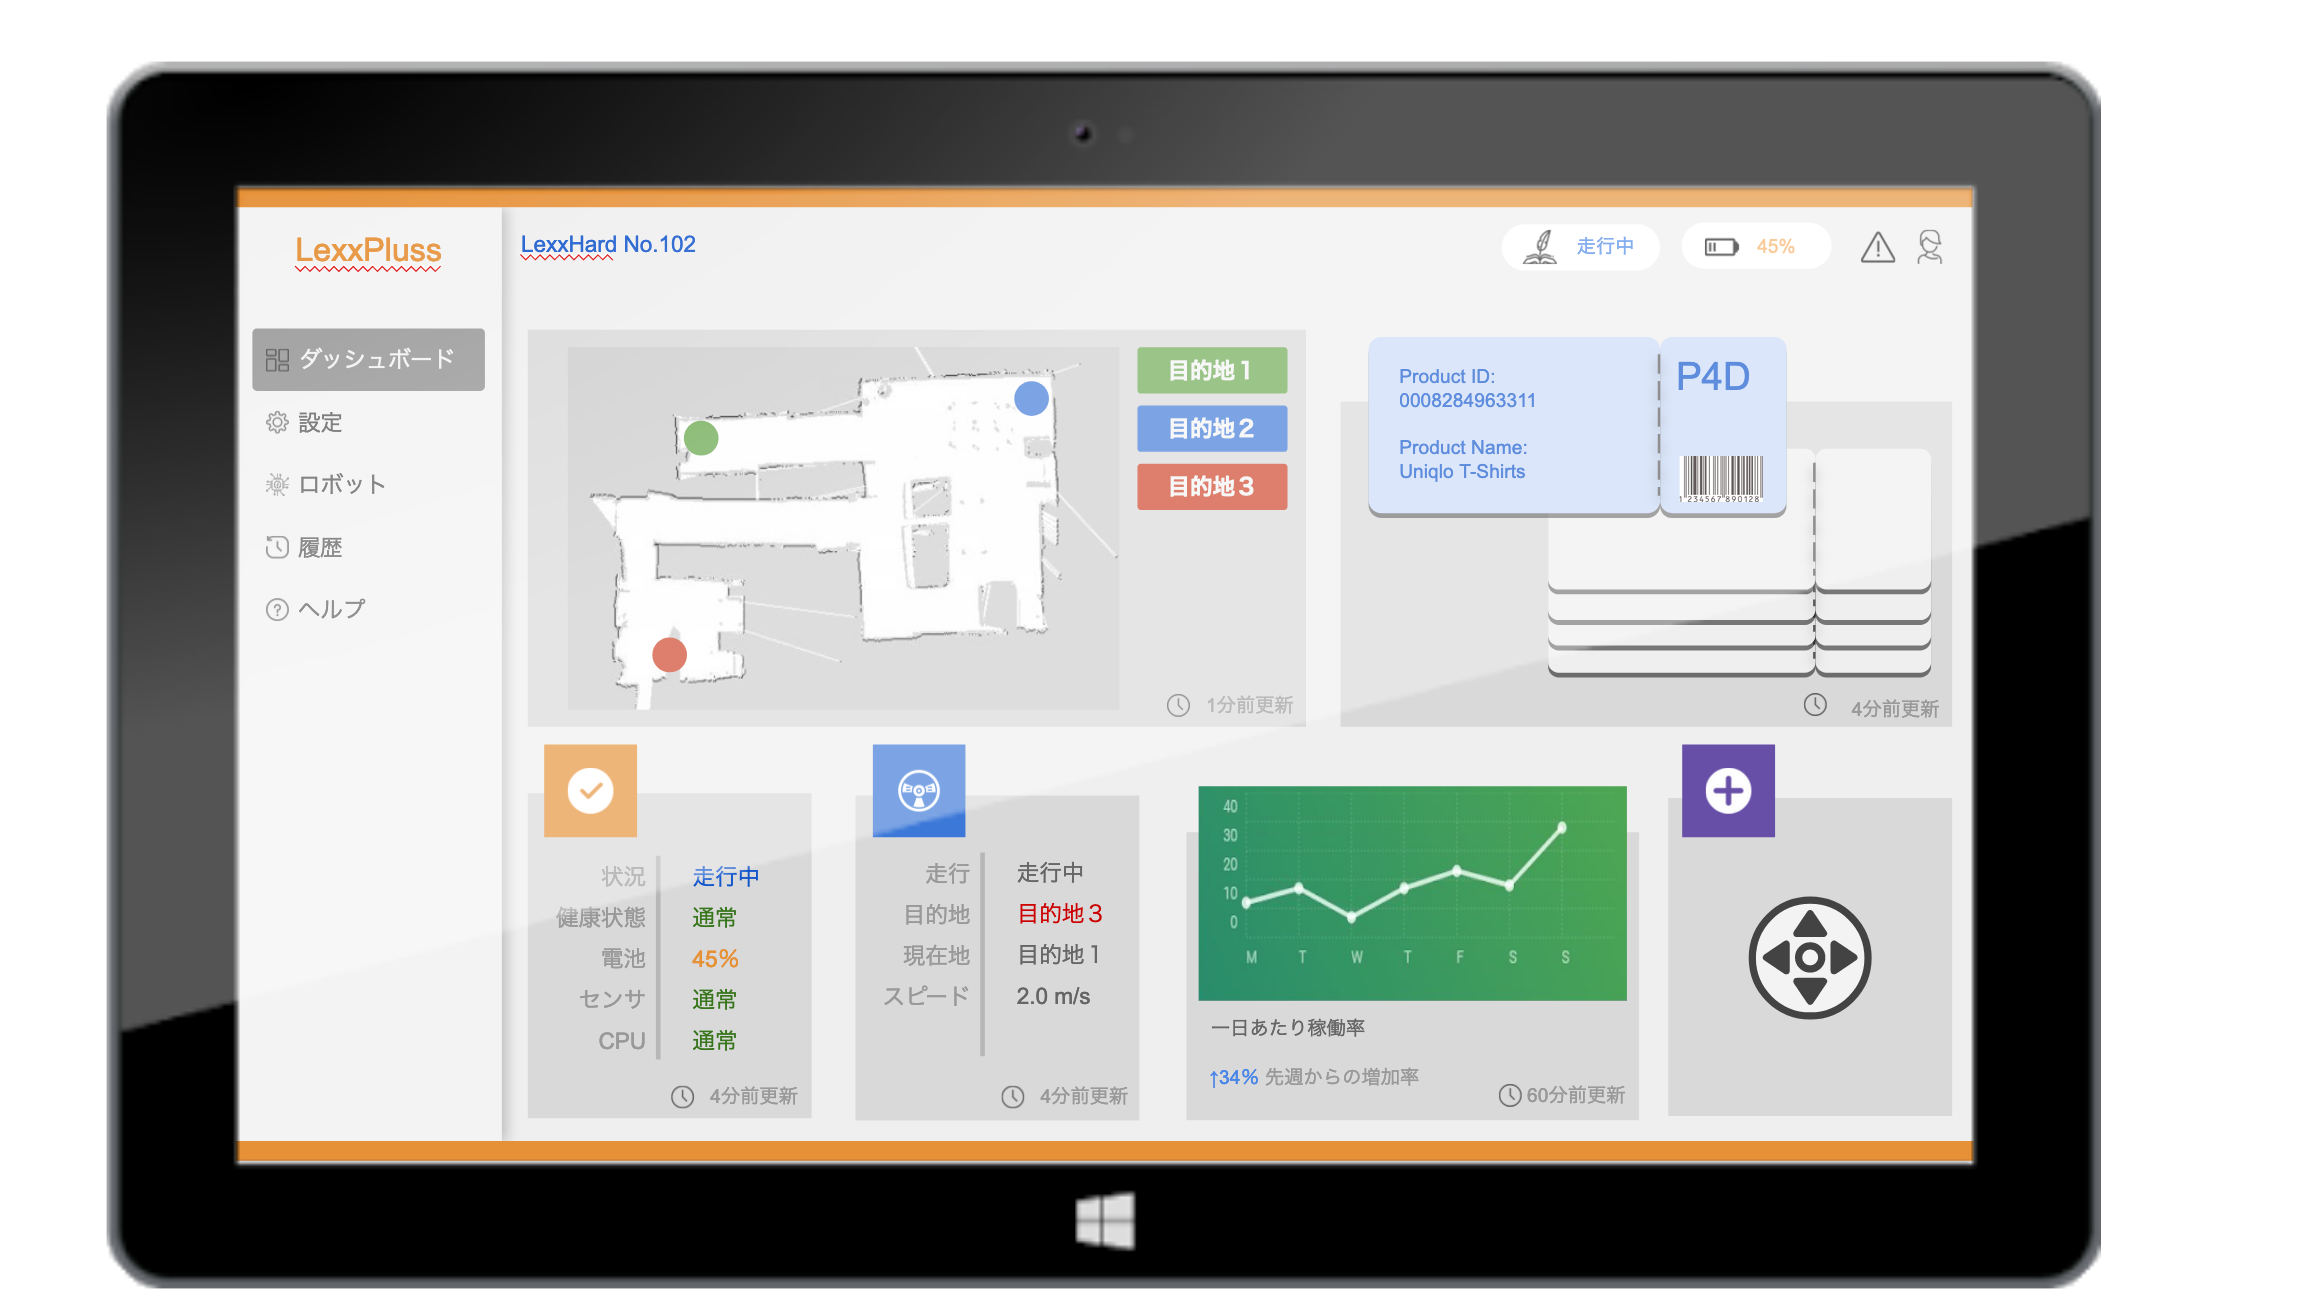 LexxPluss
LexxHard No.102
走行中
45%
ダッシュボード
設定
ロボット
履歴
ヘルプ
目的地1
目的地2
目的地3
1分前更新
Product ID:
0008284963311
Product Name:
Uniqlo T-Shirts
P4D
1 234567 890128
4分前更新
状況 走行中
健康状態 通常
電池 45%
センサ 通常
CPU 通常
4分前更新
走行 走行中
目的地 目的地3
現在地 目的地1
スピード 2.0 m/s
4分前更新
40
30
20
10
0
M T W T F S S
一日あたり稼働率
↑34% 先週からの増加率
60分前更新